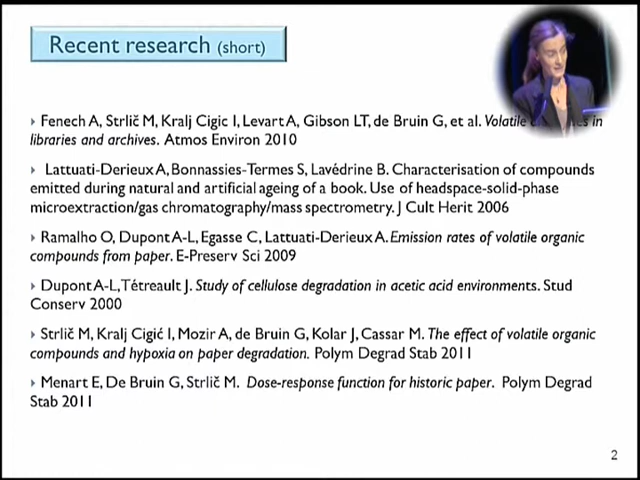 Recent research (short)
Fenech A, Strlič M, Kralj Cigic I, Levart A, Gibson LT, de Bruin G, et al. Volatile in
libraries and archives. Atmos Environ 2010
Lattuati-Derieux A, Bonnassies-Termes S, Lavédrine B. Characterisation of compounds
emitted during natural and artificial ageing of a book. Use of headspace-solid-phase
microextraction/gas chromatography/mass spectrometry. J Cult Herit 2006
Ramalho O, Dupont A-L, Egasse C, Lattuati-Derieux A. Emission rates of volatile organic
compounds from paper. E-Preserv Sci 2009
Dupont A-L, Tétreault J. Study of cellulose degradation in acetic acid environments. Stud
Conserv 2000
Strlič M, Kralj Cigić I, Mozir A, de Bruin G, Kolar J, Cassar M. The effect of volatile organic
compounds and hypoxia on paper degradation. Polym Degrad Stab 2011
Menart E, De Bruin G, Strlič M. Dose-response function for historic paper. Polym Degrad
Stab 2011
2